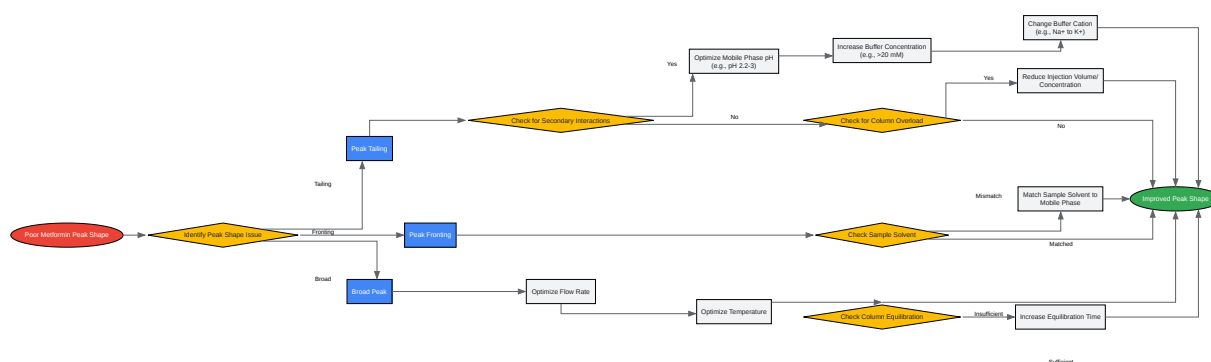 Change Buffer Cation
(e.g., Na+ to K+)
Increase Buffer Concentration
(e.g., >20 mM)
Optimize Mobile Phase pH
(e.g., pH 2.2-3)
Yes
Yes
Reduce Injection Volume/
Concentration
Check for Secondary Interactions
No
Check for Column Overload
No
Peak Tailing
Tailing
Mismatch
Match Sample Solvent to
Mobile Phase
Improved Peak Shape
Poor Metformin Peak Shape
Identify Peak Shape Issue
Fronting
Peak Fronting
Check Sample Solvent
Matched
Broad
Broad Peak
Optimize Flow Rate
Optimize Temperature
Check Column Equilibration
Insufficient
Increase Equilibration Time